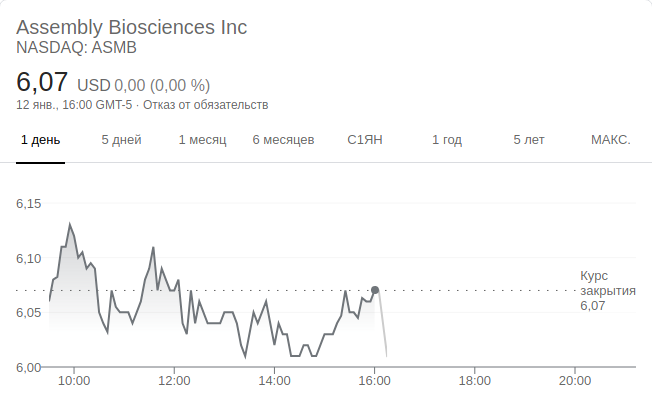 Assembly Biosciences Inc
NASDAQ: ASMB
6,07 USD 0,00 (0,00 %)
12 янв., 16:00 GMT-5 · Отказ от обязательств
1 день 5 дней 1 месяц 6 месяцев С1ЯН 1 год 5 лет МАКС.
6,15
6,10
Курс
закрытия
6,07
6,05
6,00
10:00 12:00 14:00 16:00 18:00 20:00